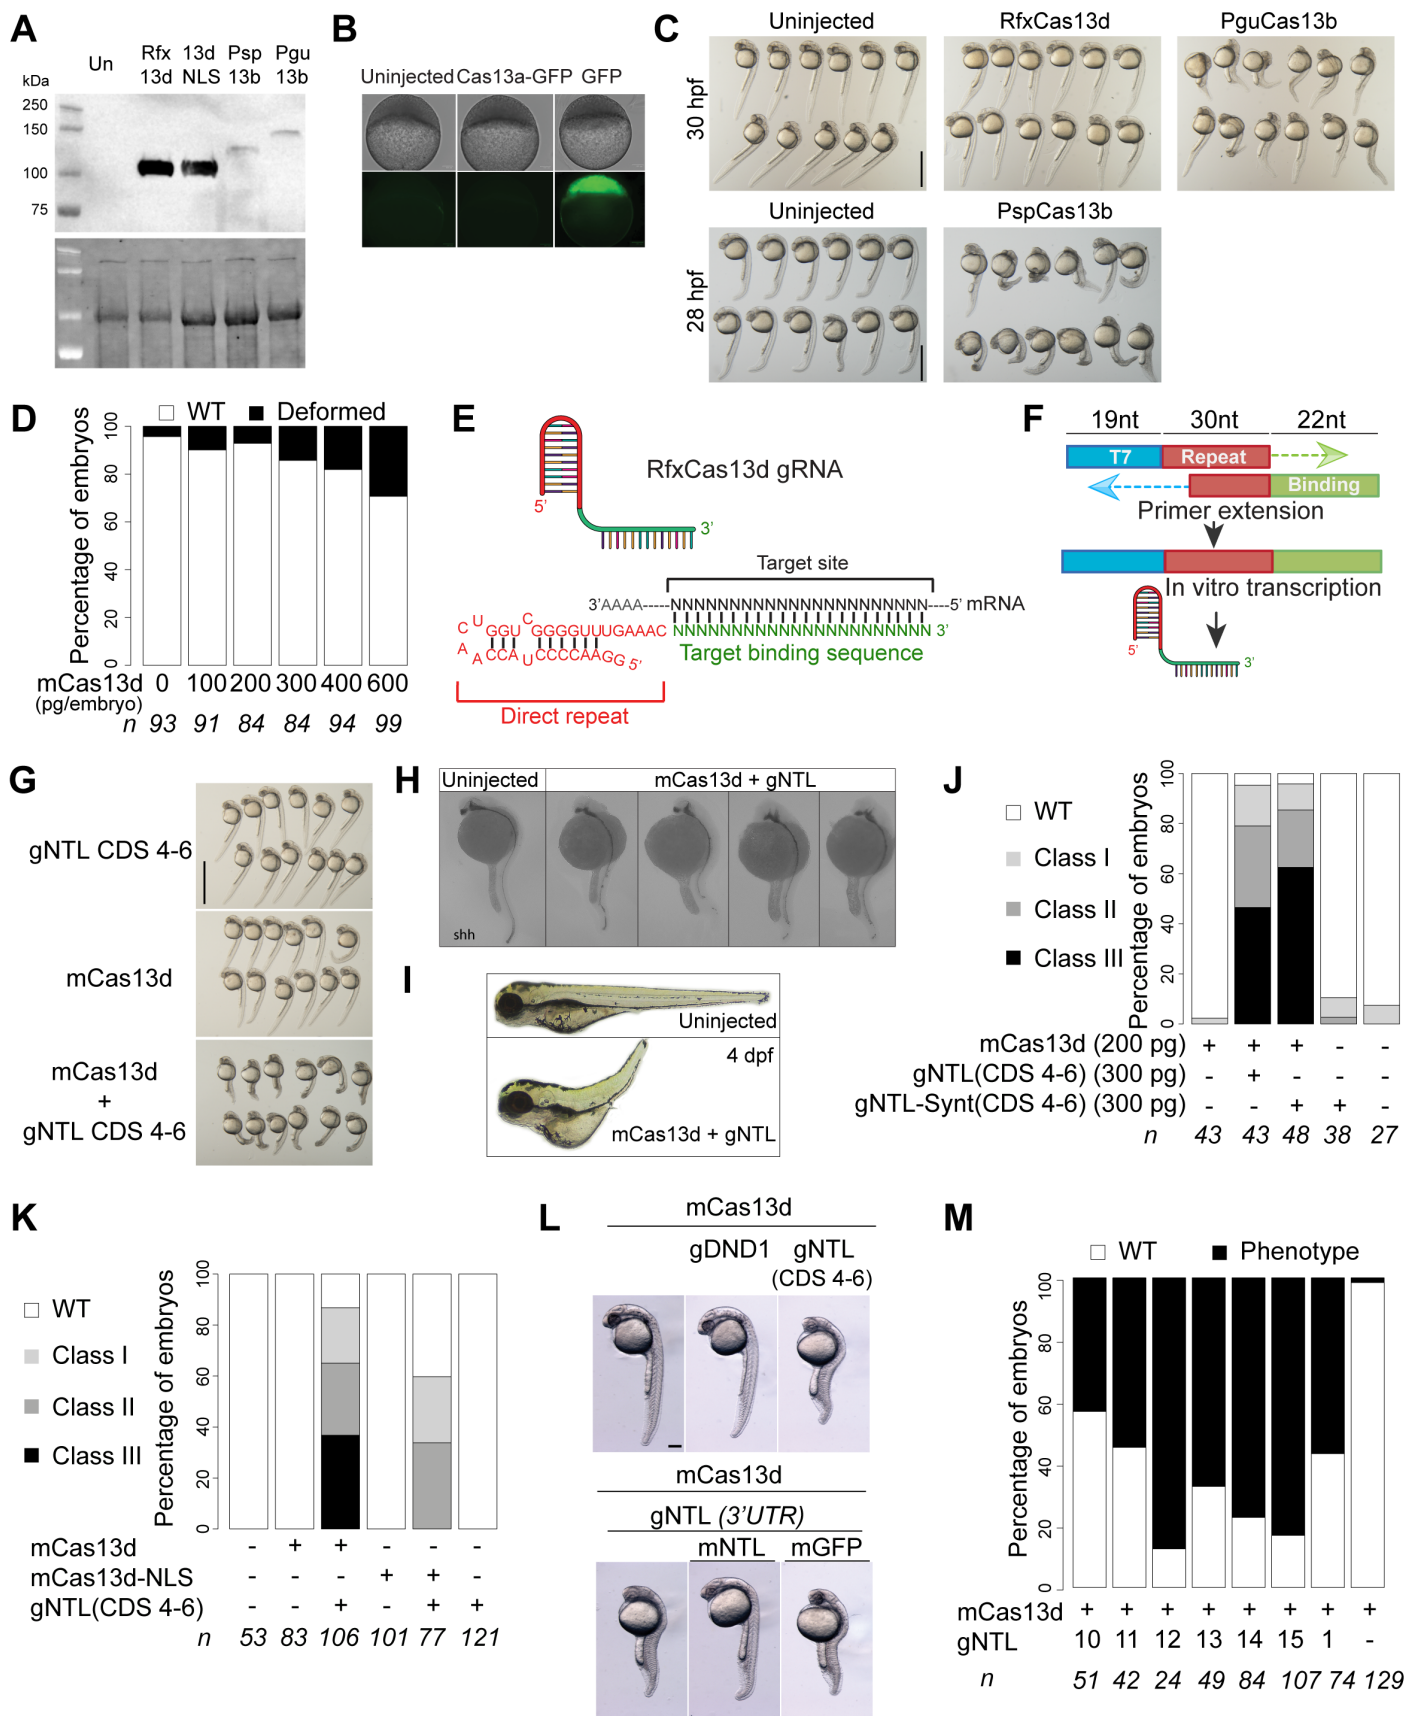 A
Un
Rfx 13d
13d NLS
Psp 13b
Pgu 13b
kDa
250
150
100
75
B
Uninjected Cas13a-GFP GFP
C
Uninjected
RfxCas13d
PguCas13b
30 hpf
Uninjected
PspCas13b
28 hpf
D
WT Deformed
Percentage of embryos
100
80
60
40
20
0
mCas13d 0 100 200 300 400 600
(pg/embryo)
n 93 91 84 84 94 99
E
RfxCas13d gRNA
5'
3'
Target site
3'AAAA-----NNNNNNNNNNNNNNNNNNNNNN----5' mRNA
C U GGU C GGGGUUUGAAAC NNNNNNNNNNNNNNNNNNNNNN 3'
A A CCA U CCCCAAGG 5'
Target binding sequence
Direct repeat
F
19nt 30nt 22nt
T7 Repeat
Binding
Primer extension
In vitro transcription
5'
3'
G
gNTL CDS 4-6
mCas13d
mCas13d
+
gNTL CDS 4-6
H
Uninjected mCas13d + gNTL
shh
I
Uninjected
4 dpf
mCas13d + gNTL
J
WT
Class I
Class II
Class III
Percentage of embryos
100
80
60
40
20
0
mCas13d (200 pg) + + + - -
gNTL(CDS 4-6) (300 pg) - + - - -
gNTL-Synt(CDS 4-6) (300 pg) - - + + -
n 43 43 48 38 27
K
WT
Class I
Class II
Class III
Percentage of embryos
100
80
60
40
20
0
mCas13d - + + - - -
mCas13d-NLS - - - + + -
gNTL(CDS 4-6) - - + - + +
n 53 83 106 101 77 121
L
mCas13d
gDND1 gNTL
(CDS 4-6)
mCas13d
gNTL (3'UTR)
mNTL mGFP
M
WT Phenotype
Percentage of embryos
100
80
60
40
20
0
mCas13d + + + + + + + +
gNTL 10 11 12 13 14 15 1 -
n 51 42 24 49 84 107 74 129